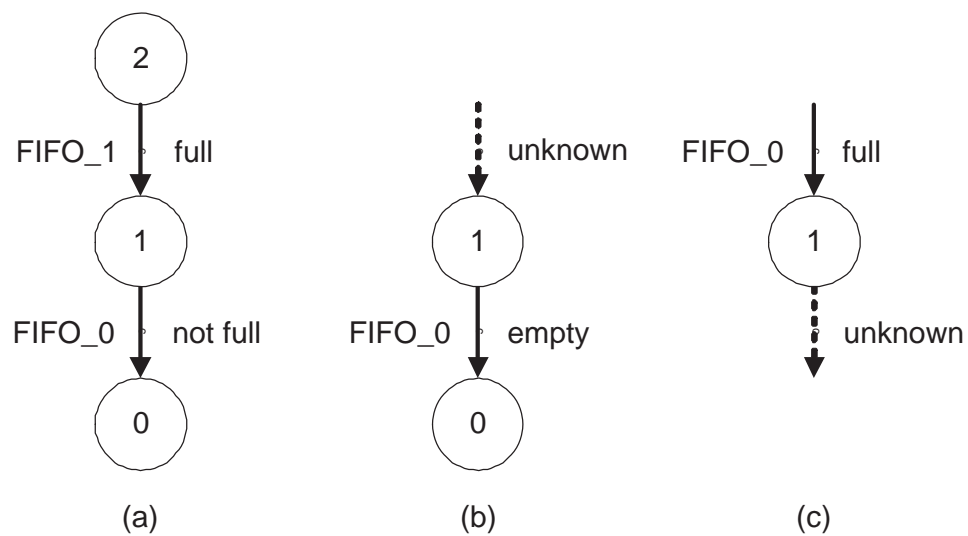 2
FIFO_1 full
1
FIFO_0 not full
0
(a)
unknown
1
FIFO_0 empty
0
(b)
FIFO_0 full
1
unknown
(c)